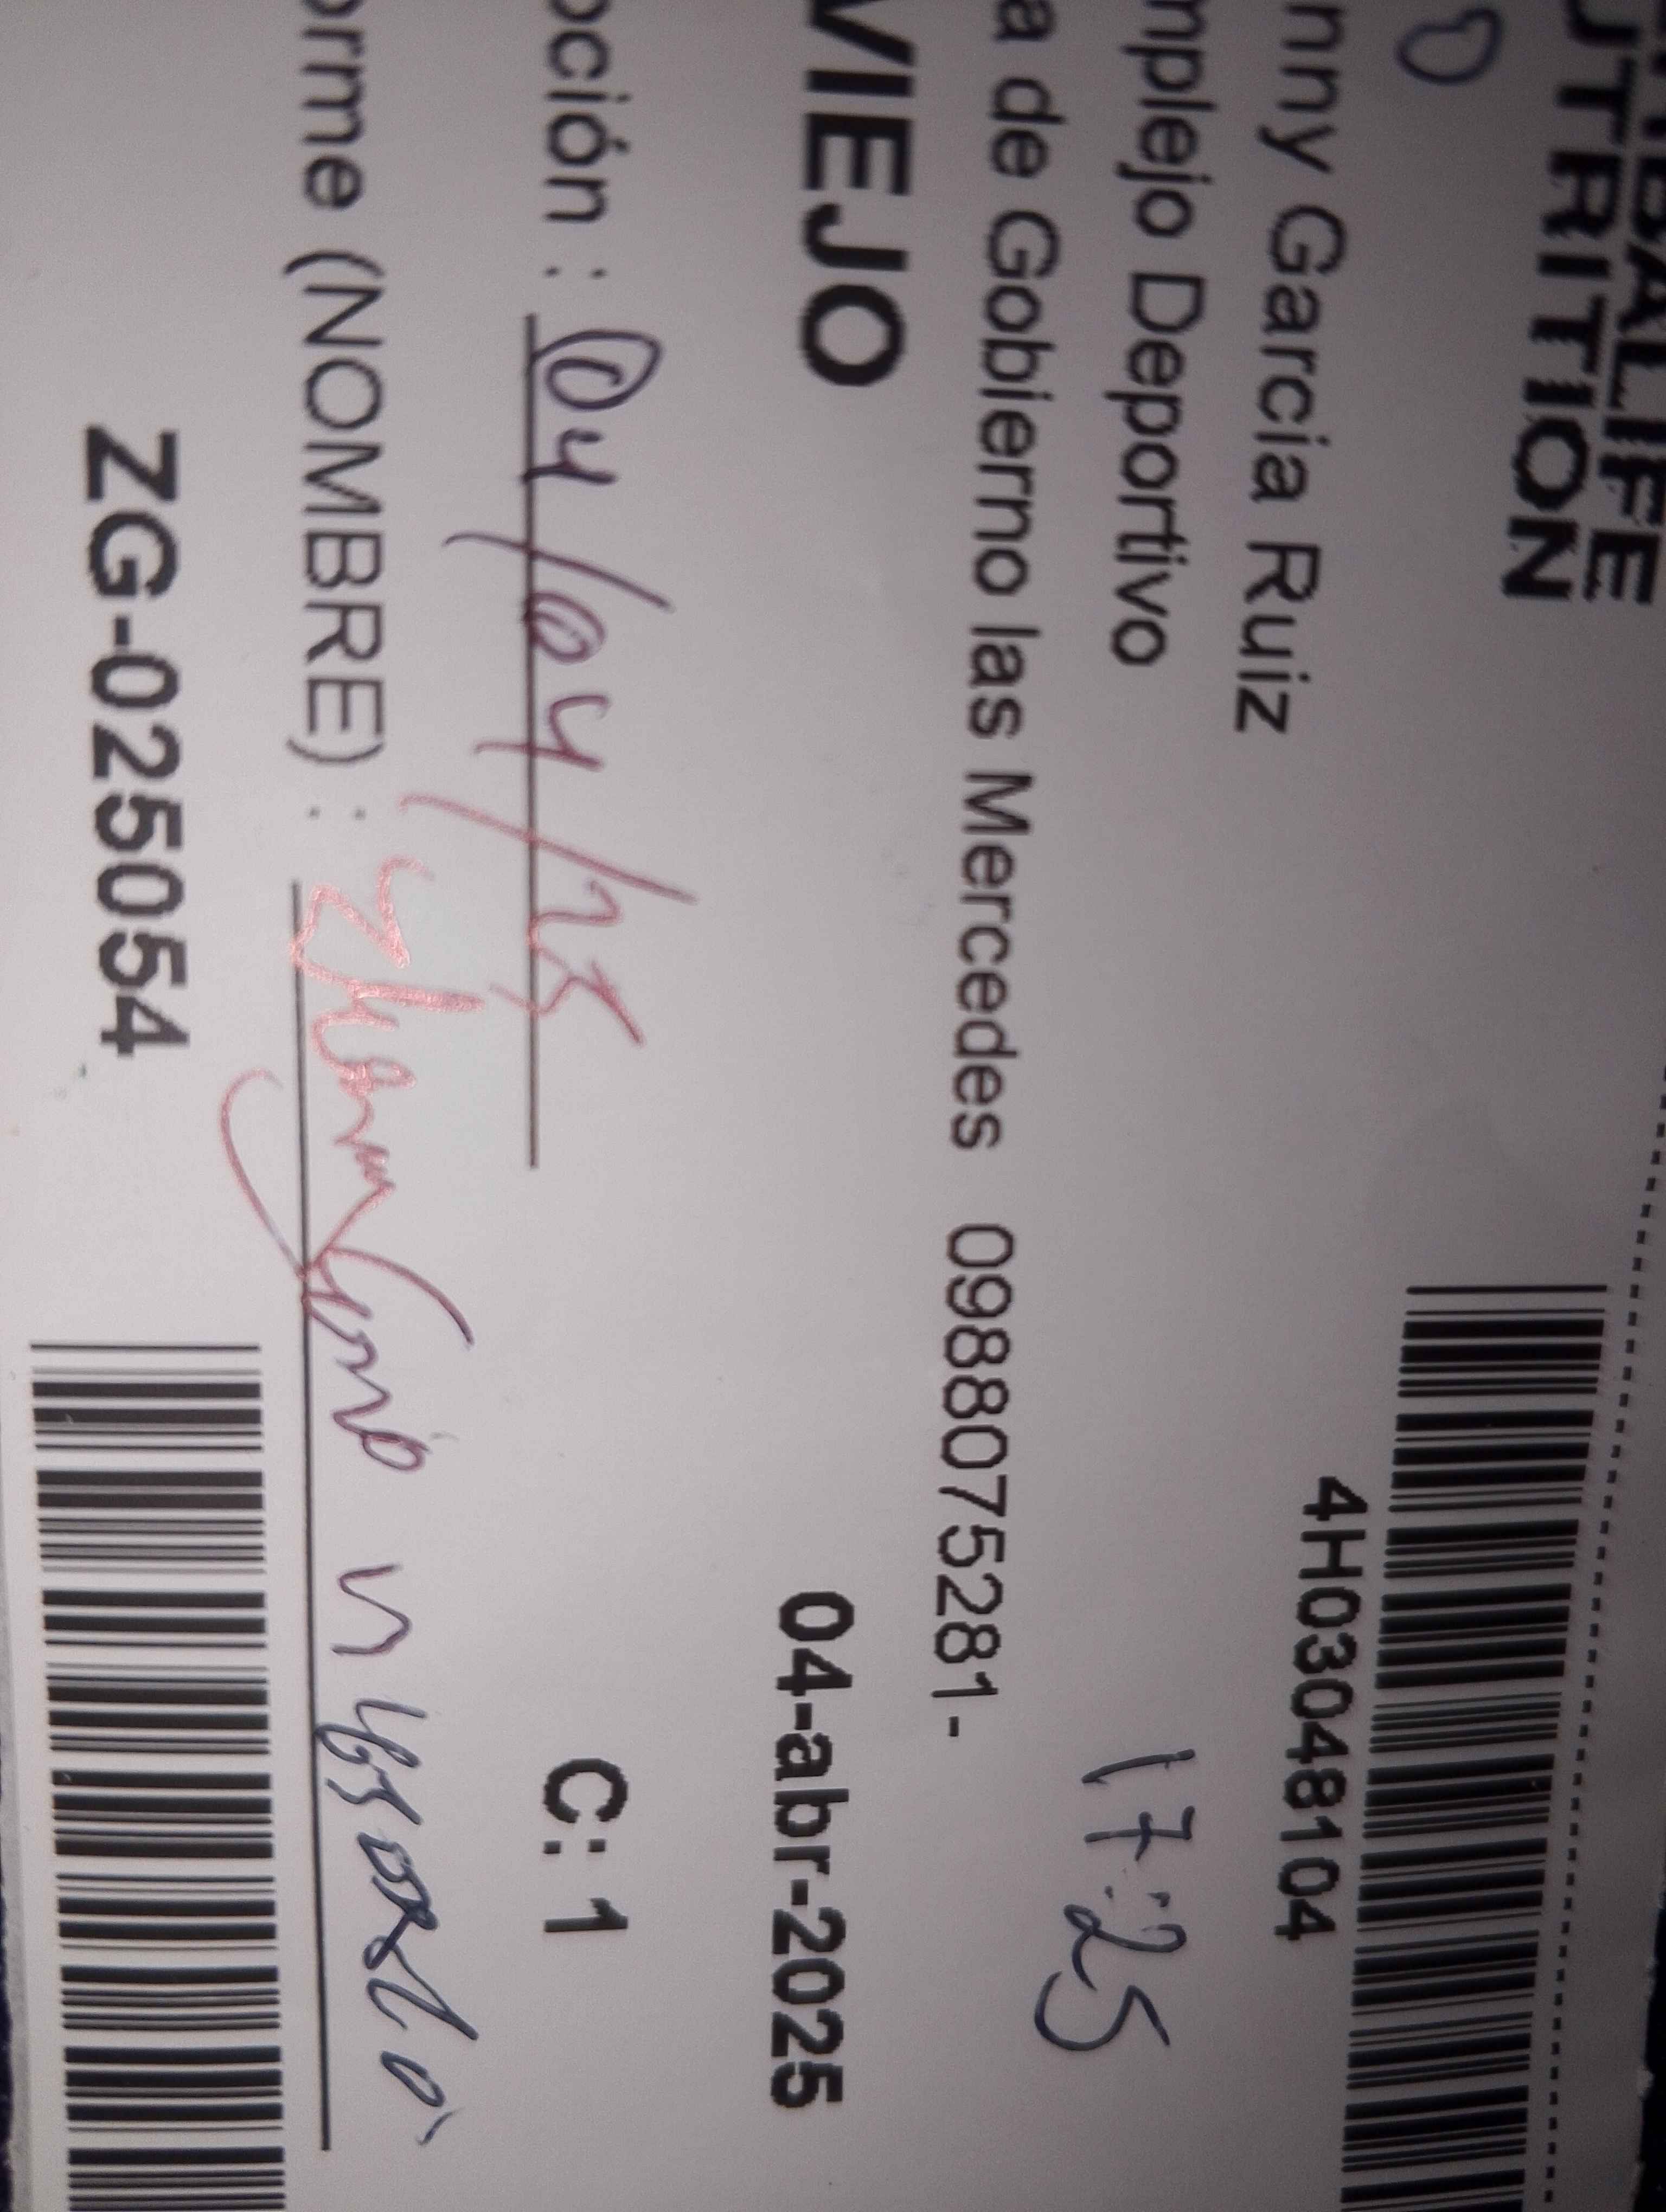 RBALIFE
UTRITION
4H03048104
nny Garcia Ruiz
mplejo Deportivo
17:25
a de Gobierno las Mercedes 0988075281-
VIEJO
04-abr-2025
pción : 04/04/25
C: 1
orme (NOMBRE) :
ZG-025054